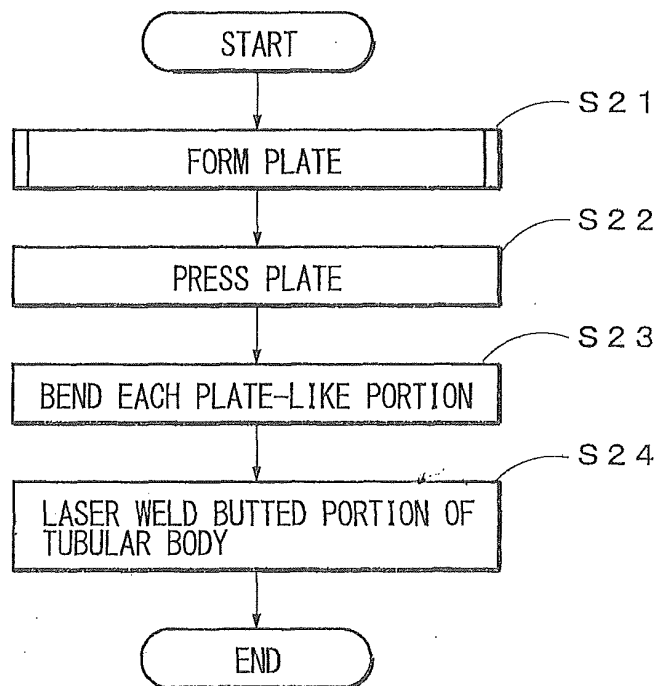 START
S21
FORM PLATE
S22
PRESS PLATE
S23
BEND EACH PLATE-LIKE PORTION
S24
LASER WELD BUTTED PORTION OF
TUBULAR BODY
END